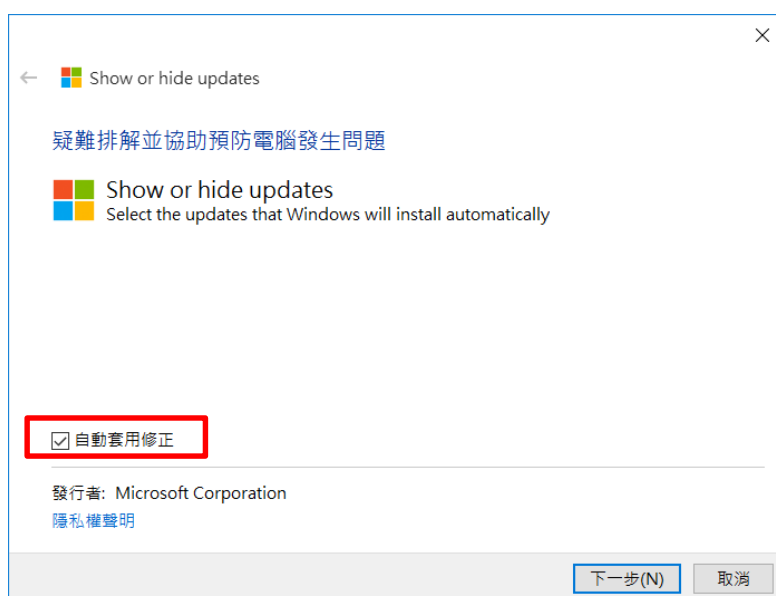 Show or hide updates
疑難排解並協助預防電腦發生問題
Show or hide updates
Select the updates that Windows will install automatically
自動套用修正
發行者: Microsoft Corporation
隱私權聲明
下一步(N)
取消